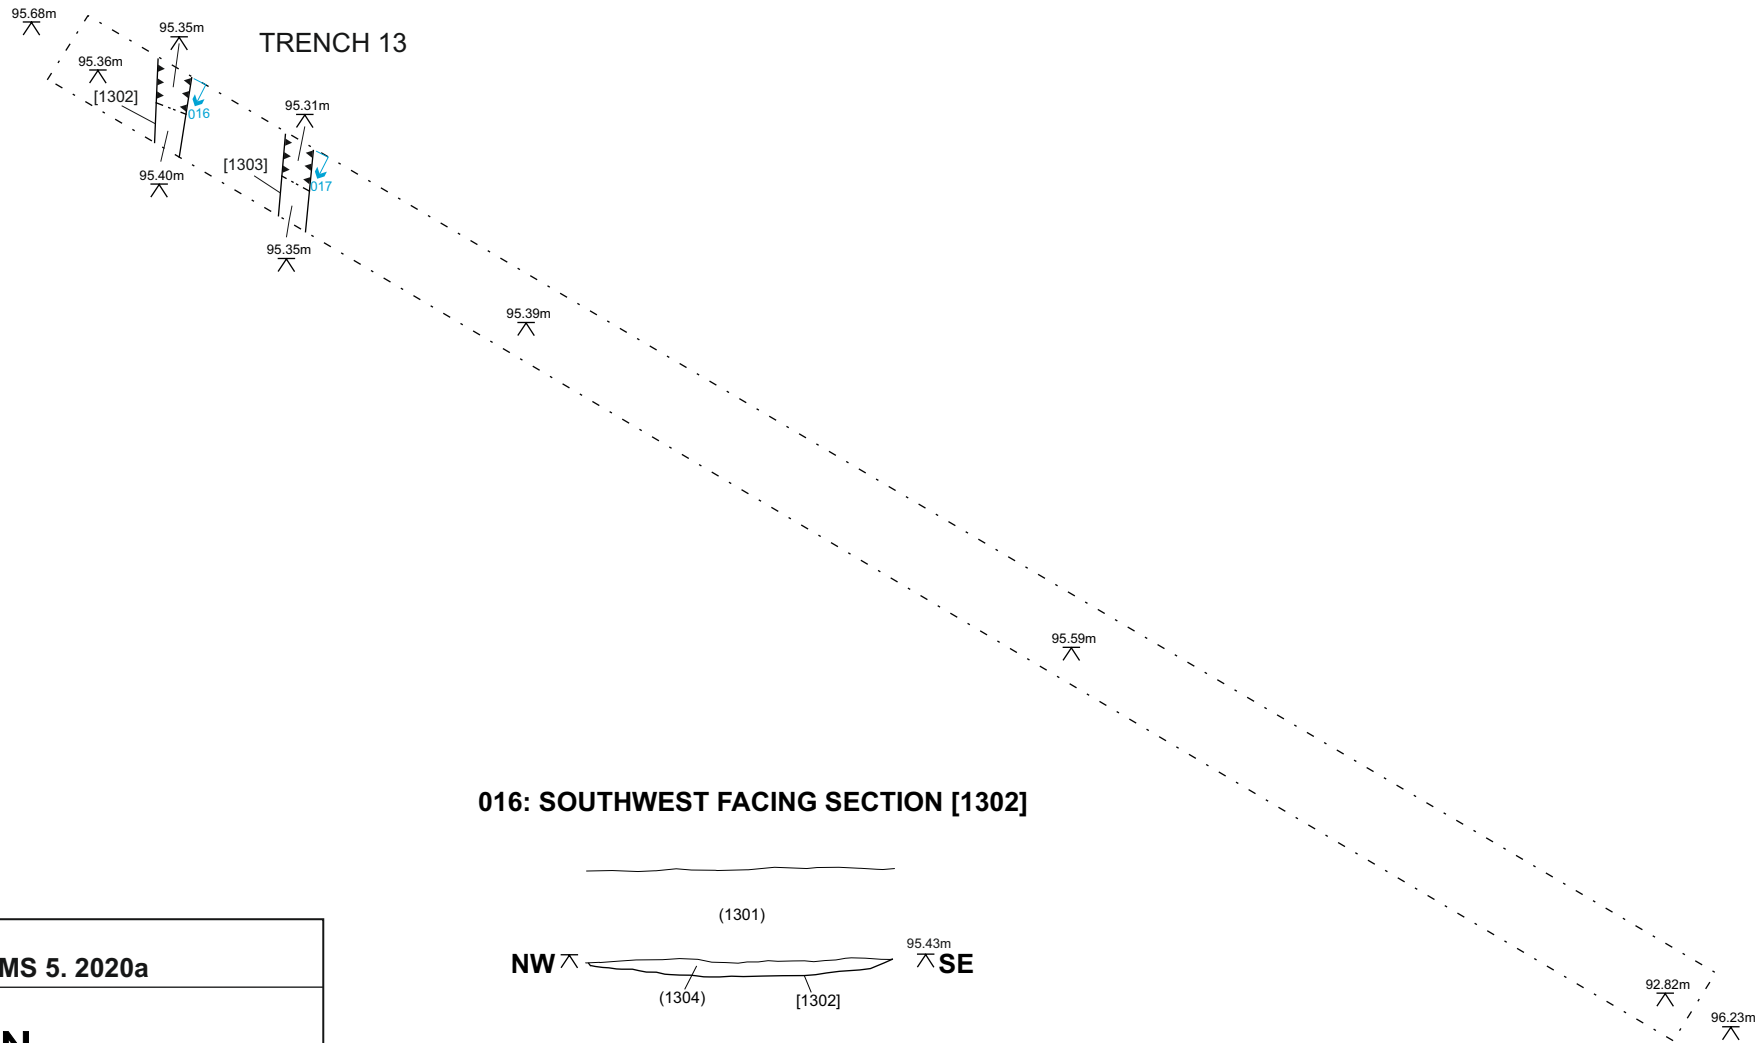 95.68m
95.35m
TRENCH 13
95.36m
[1302]
016
95.31m
[1303]
017
95.40m
95.35m
95.39m
95.59m
016: SOUTHWEST FACING SECTION [1302]
(1301)
NW
95.43m
SE
(1304)
[1302]
MS 5. 2020a
N
92.82m
96.23m